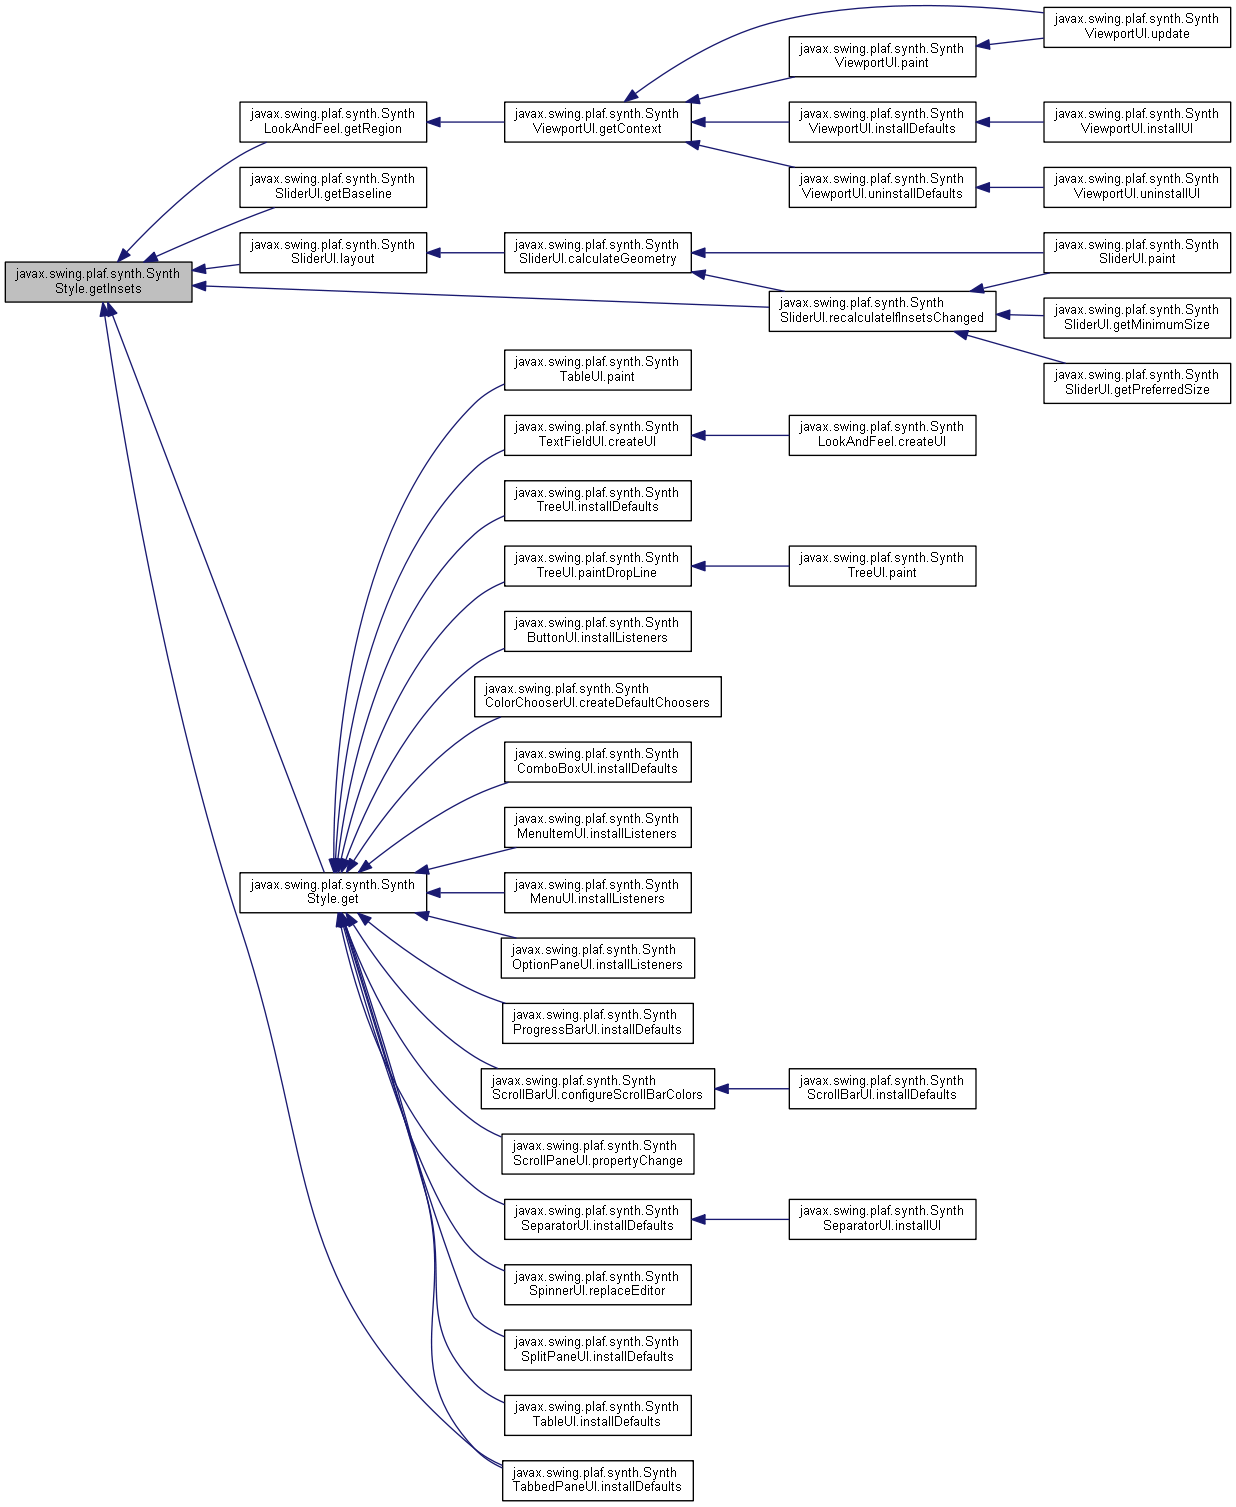 javax.swing.plaf.synth.Synth
Style.getInsets
javax.swing.plaf.synth.Synth
LookAndFeel.getRegion
javax.swing.plaf.synth.Synth
SliderUI.getBaseline
javax.swing.plaf.synth.Synth
SliderUI.layout
javax.swing.plaf.synth.Synth
Style.get
javax.swing.plaf.synth.Synth
ViewportUI.getContext
javax.swing.plaf.synth.Synth
SliderUI.calculateGeometry
javax.swing.plaf.synth.Synth
TableUI.paint
javax.swing.plaf.synth.Synth
TextFieldUI.createUI
javax.swing.plaf.synth.Synth
TreeUI.installDefaults
javax.swing.plaf.synth.Synth
TreeUI.paintDropLine
javax.swing.plaf.synth.Synth
ButtonUI.installListeners
javax.swing.plaf.synth.Synth
ColorChooserUI.createDefaultChoosers
javax.swing.plaf.synth.Synth
ComboBoxUI.installDefaults
javax.swing.plaf.synth.Synth
MenuItemUI.installListeners
javax.swing.plaf.synth.Synth
MenuUI.installListeners
javax.swing.plaf.synth.Synth
OptionPaneUI.installListeners
javax.swing.plaf.synth.Synth
ProgressBarUI.installDefaults
javax.swing.plaf.synth.Synth
ScrollBarUI.configureScrollBarColors
javax.swing.plaf.synth.Synth
ScrollPaneUI.propertyChange
javax.swing.plaf.synth.Synth
SeparatorUI.installDefaults
javax.swing.plaf.synth.Synth
SpinnerUI.replaceEditor
javax.swing.plaf.synth.Synth
SplitPaneUI.installDefaults
javax.swing.plaf.synth.Synth
TableUI.installDefaults
javax.swing.plaf.synth.Synth
TabbedPaneUI.installDefaults
javax.swing.plaf.synth.Synth
ViewportUI.paint
javax.swing.plaf.synth.Synth
ViewportUI.installDefaults
javax.swing.plaf.synth.Synth
ViewportUI.uninstallDefaults
javax.swing.plaf.synth.Synth
SliderUI.recalculateIfInsetsChanged
javax.swing.plaf.synth.Synth
LookAndFeel.createUI
javax.swing.plaf.synth.Synth
TreeUI.paint
javax.swing.plaf.synth.Synth
ScrollBarUI.installDefaults
javax.swing.plaf.synth.Synth
SeparatorUI.installUI
javax.swing.plaf.synth.Synth
ViewportUI.update
javax.swing.plaf.synth.Synth
ViewportUI.installUI
javax.swing.plaf.synth.Synth
ViewportUI.uninstallUI
javax.swing.plaf.synth.Synth
SliderUI.paint
javax.swing.plaf.synth.Synth
SliderUI.getMinimumSize
javax.swing.plaf.synth.Synth
SliderUI.getPreferredSize